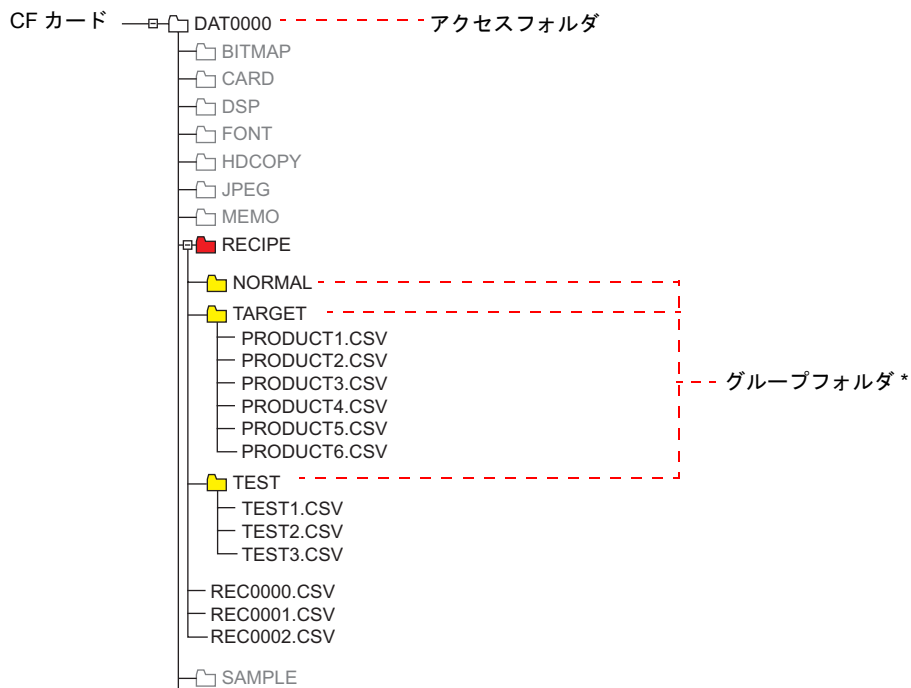 CF カード
DAT0000
アクセスフォルダ
BITMAP
CARD
DSP
FONT
HDCOPY
JPEG
MEMO
RECIPE
NORMAL
TARGET
PRODUCT1.CSV
PRODUCT2.CSV
PRODUCT3.CSV
グループフォルダ *
PRODUCT4.CSV
PRODUCT5.CSV
PRODUCT6.CSV
TEST
TEST1.CSV
TEST2.CSV
TEST3.CSV
REC0000.CSV
REC0001.CSV
REC0002.CSV
SAMPLE